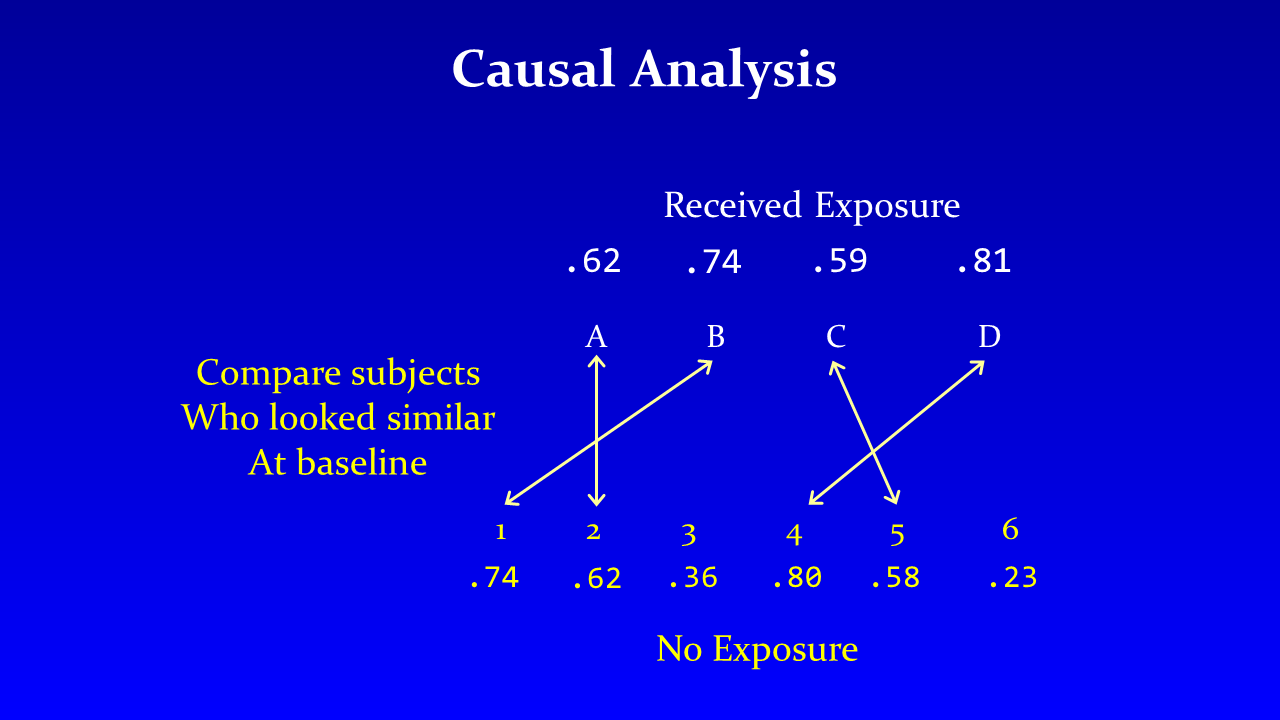 Causal Analysis
Received Exposure
.62 .74 .59 .81
A B C D
Compare subjects
Who looked similar
At baseline
1 2 3 4 5 6
.74 .62 .36 .80 .58 .23
No Exposure